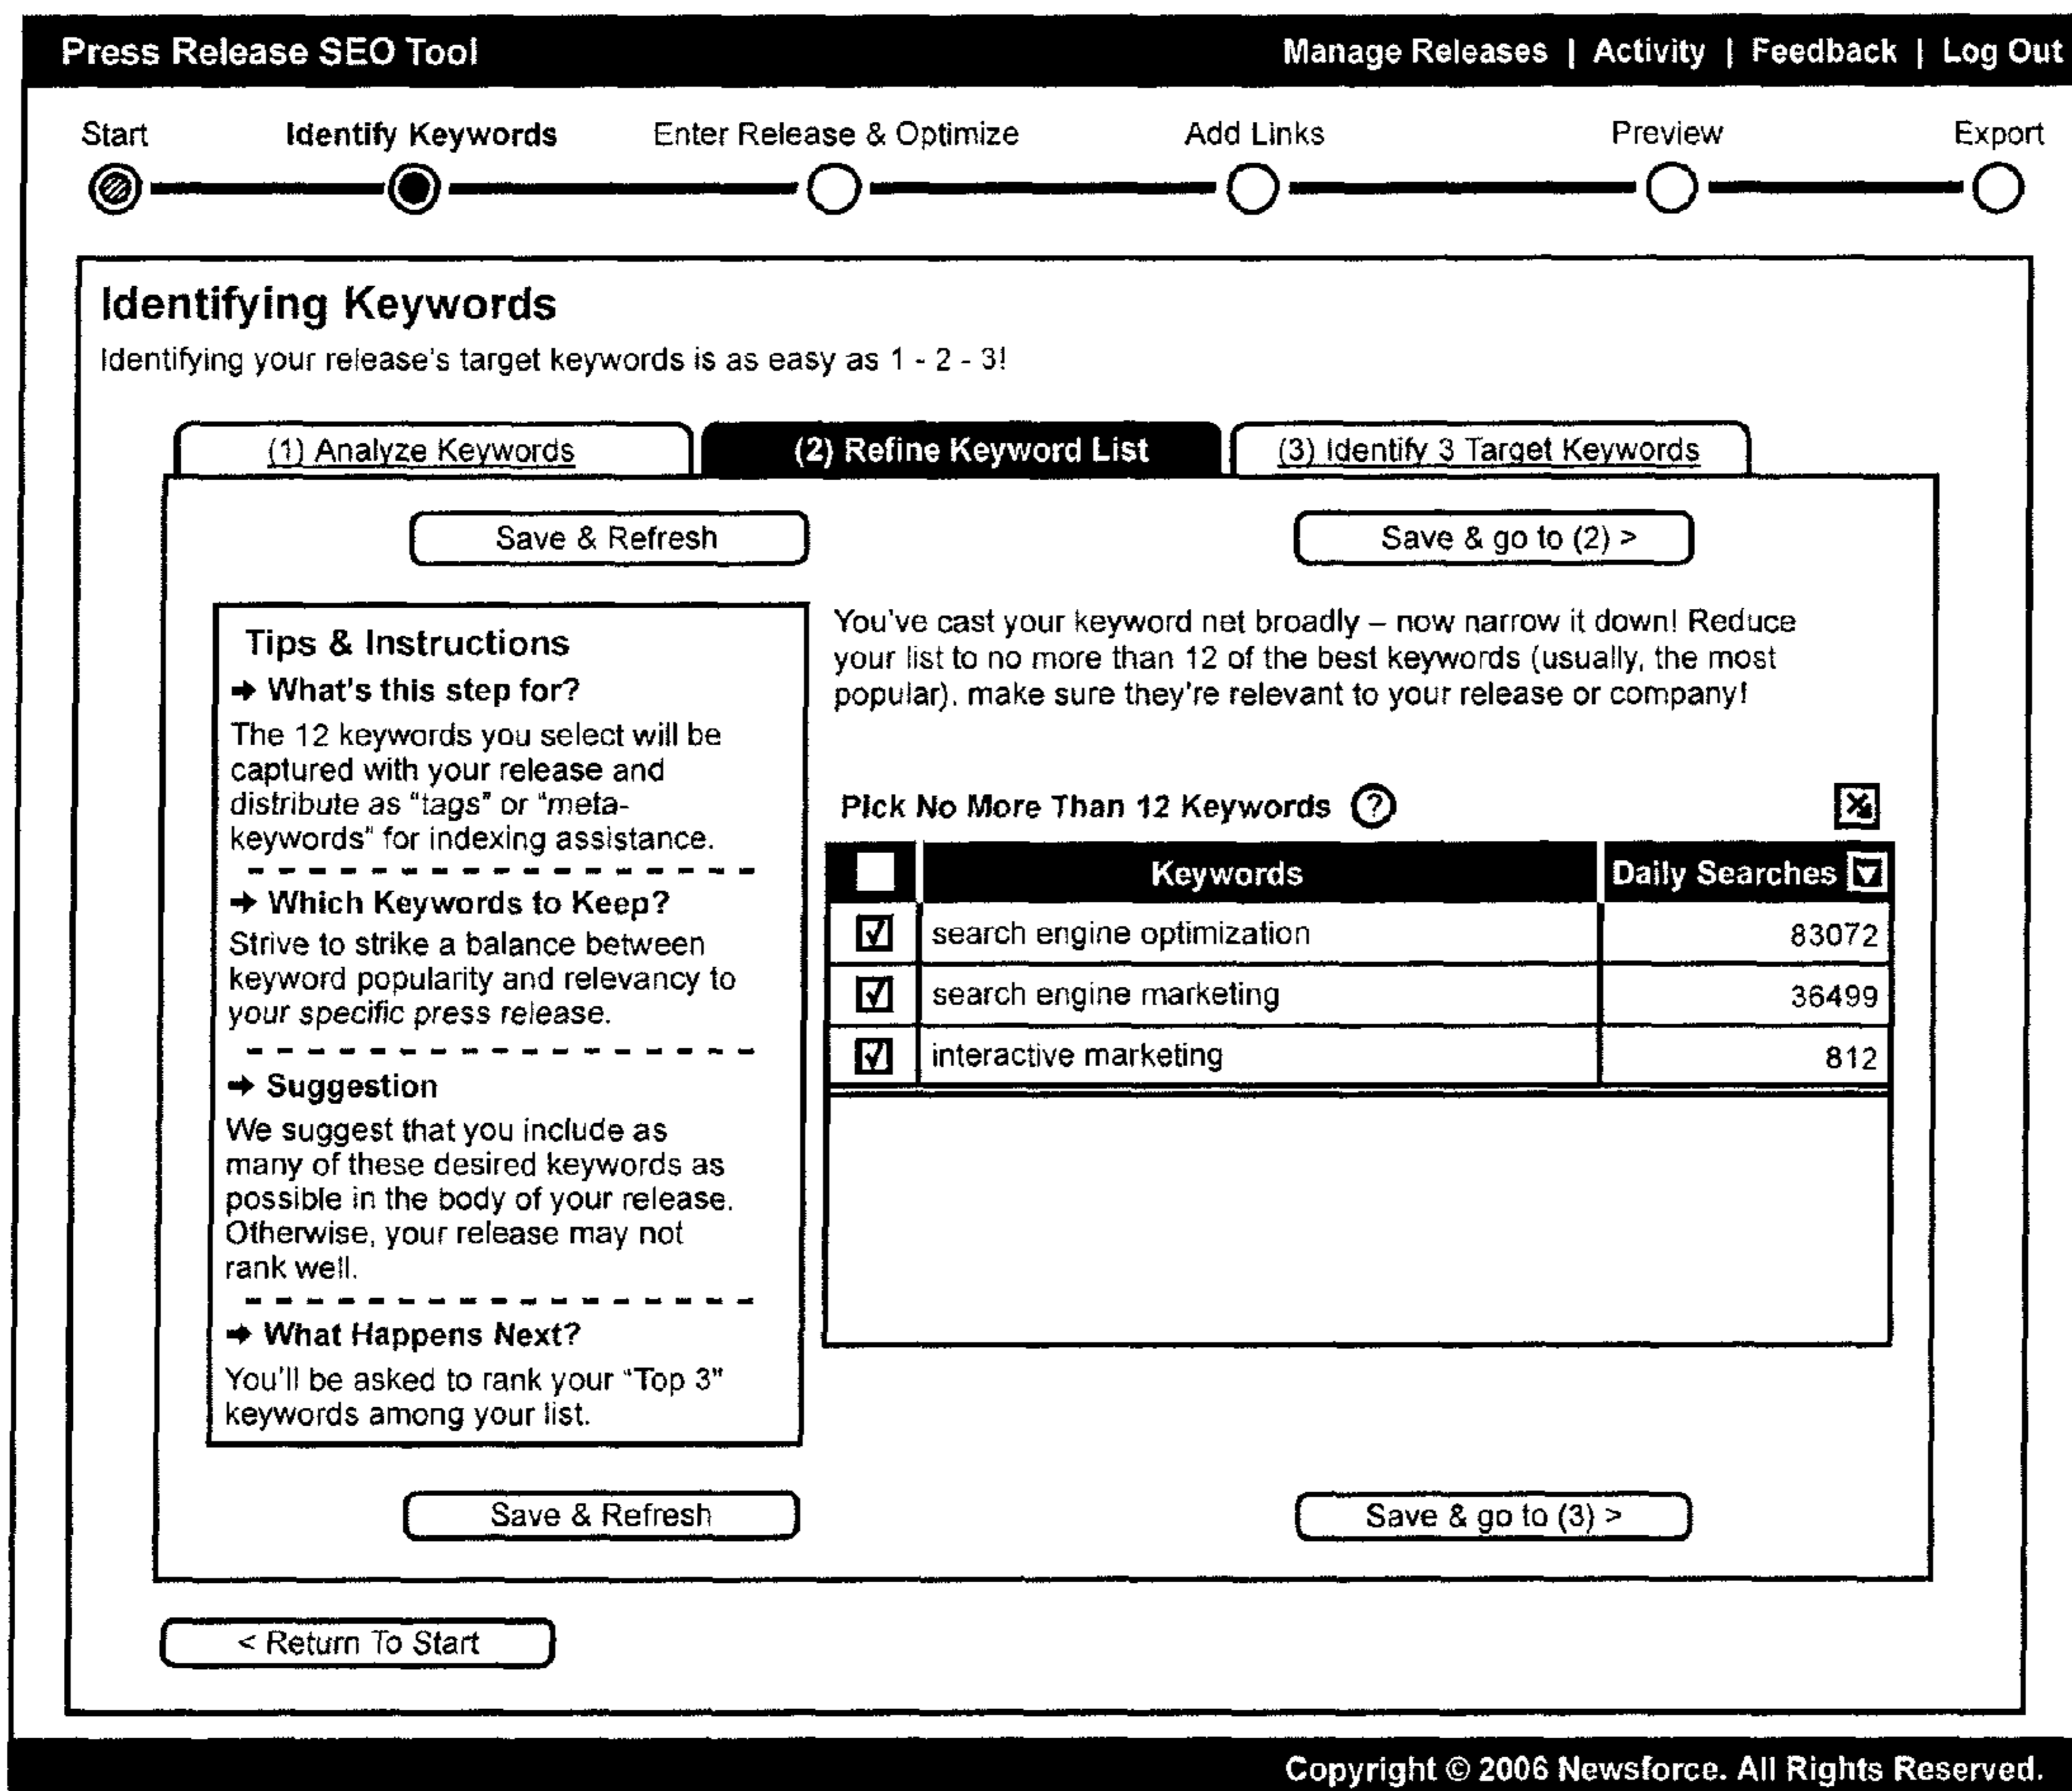 Press Release SEO Tool
Manage Releases | Activity | Feedback | Log Out
Start
Identify Keywords
Enter Release & Optimize
Add Links
Preview
Export
Identifying Keywords
Identifying your release's target keywords is as easy as 1 - 2 - 3!
(1) Analyze Keywords
(2) Refine Keyword List
(3) Identify 3 Target Keywords
Save & Refresh
Save & go to (2) >
Tips & Instructions
➔ What's this step for?
The 12 keywords you select will be
captured with your release and
distribute as "tags" or "meta-
keywords" for indexing assistance.
➔ Which Keywords to Keep?
Strive to strike a balance between
keyword popularity and relevancy to
your specific press release.
➔ Suggestion
We suggest that you include as
many of these desired keywords as
possible in the body of your release.
Otherwise, your release may not
rank well.
➔ What Happens Next?
You'll be asked to rank your "Top 3"
keywords among your list.
You've cast your keyword net broadly – now narrow it down! Reduce
your list to no more than 12 of the best keywords (usually, the most
popular). make sure they're relevant to your release or company!
Pick No More Than 12 Keywords ?
Keywords
Daily Searches
search engine optimization
83072
search engine marketing
36499
interactive marketing
812
Save & Refresh
Save & go to (3) >
< Return To Start
Copyright © 2006 Newsforce. All Rights Reserved.